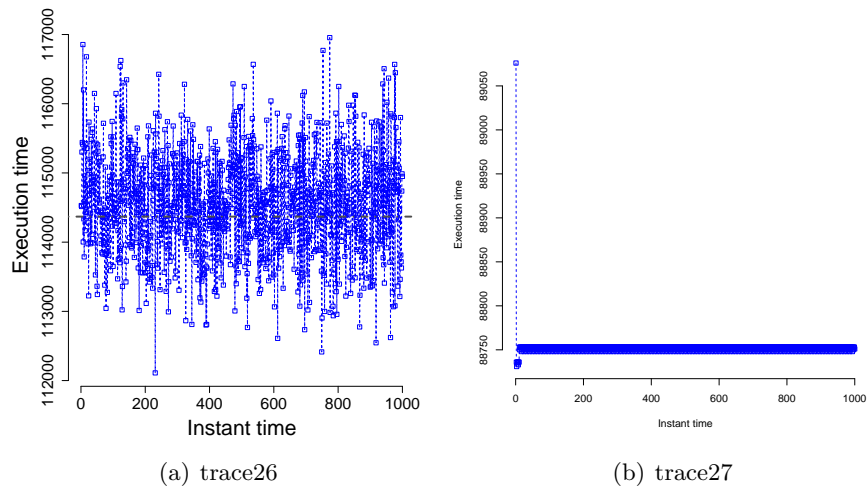 117000
116000
115000
114000
113000
112000
Execution time
0 200 400 600 800 1000
Instant time
(a) trace26
89050
89000
88950
88900
88850
88800
88750
Execution time
0 200 400 600 800 1000
Instant time
(b) trace27